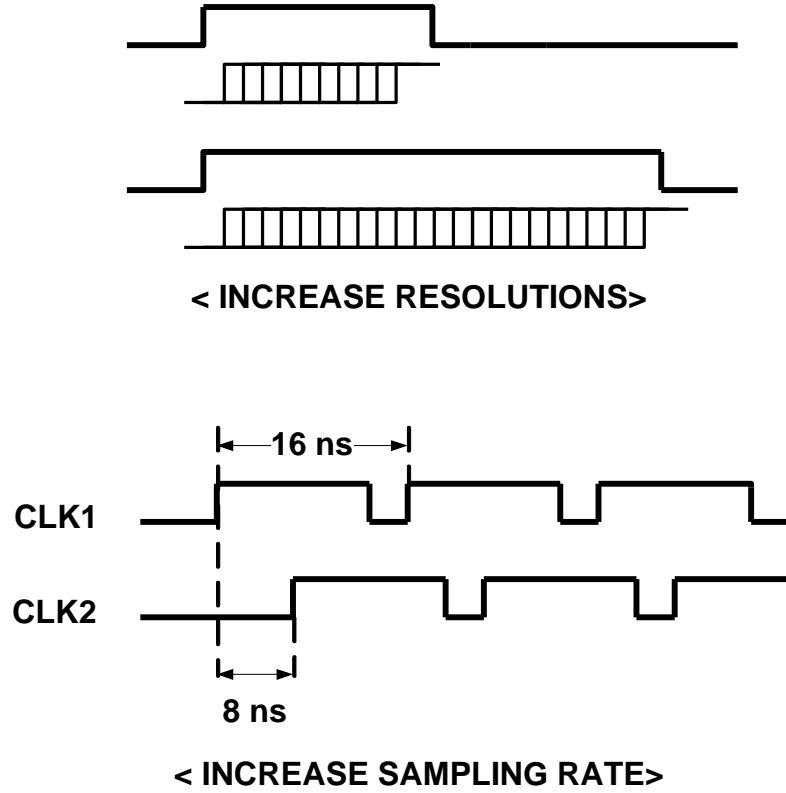 < INCREASE RESOLUTIONS>
16 ns
CLK1
CLK2
8 ns
< INCREASE SAMPLING RATE>